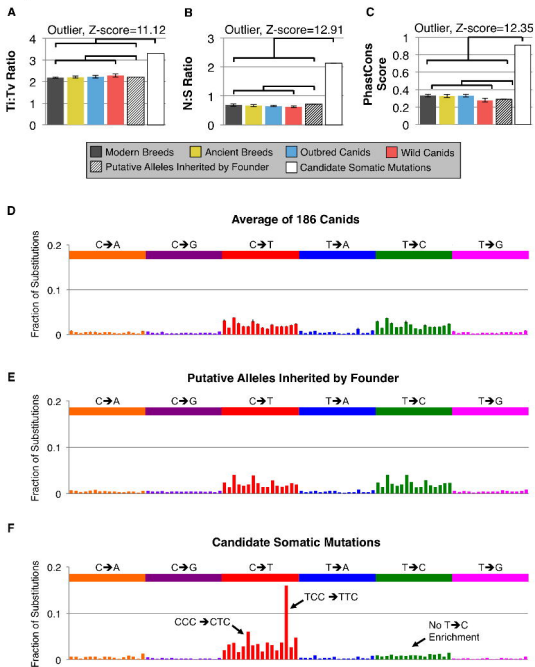 A
Outlier, Z-score=11.12
Ti:Tv Ratio
4
3
2
1
0
B
Outlier, Z-score=12.91
N:S Ratio
3
2
1
0
C
Outlier, Z-score=12.35
PhastCons
Score
1
0.8
0.6
0.4
0.2
0
Modern Breeds
Ancient Breeds
Outbred Canids
Wild Canids
Putative Alleles Inherited by Founder
Candidate Somatic Mutations
D
Average of 186 Canids
Fraction of Substitutions
0.2
0.1
0
C→A
C→G
C→T
T→A
T→C
T→G
E
Putative Alleles Inherited by Founder
Fraction of Substitutions
0.2
0.1
0
C→A
C→G
C→T
T→A
T→C
T→G
F
Candidate Somatic Mutations
Fraction of Substitutions
0.2
0.1
0
C→A
C→G
C→T
T→A
T→C
T→G
TCC→TTC
CCC→CTC
No T→C
Enrichment